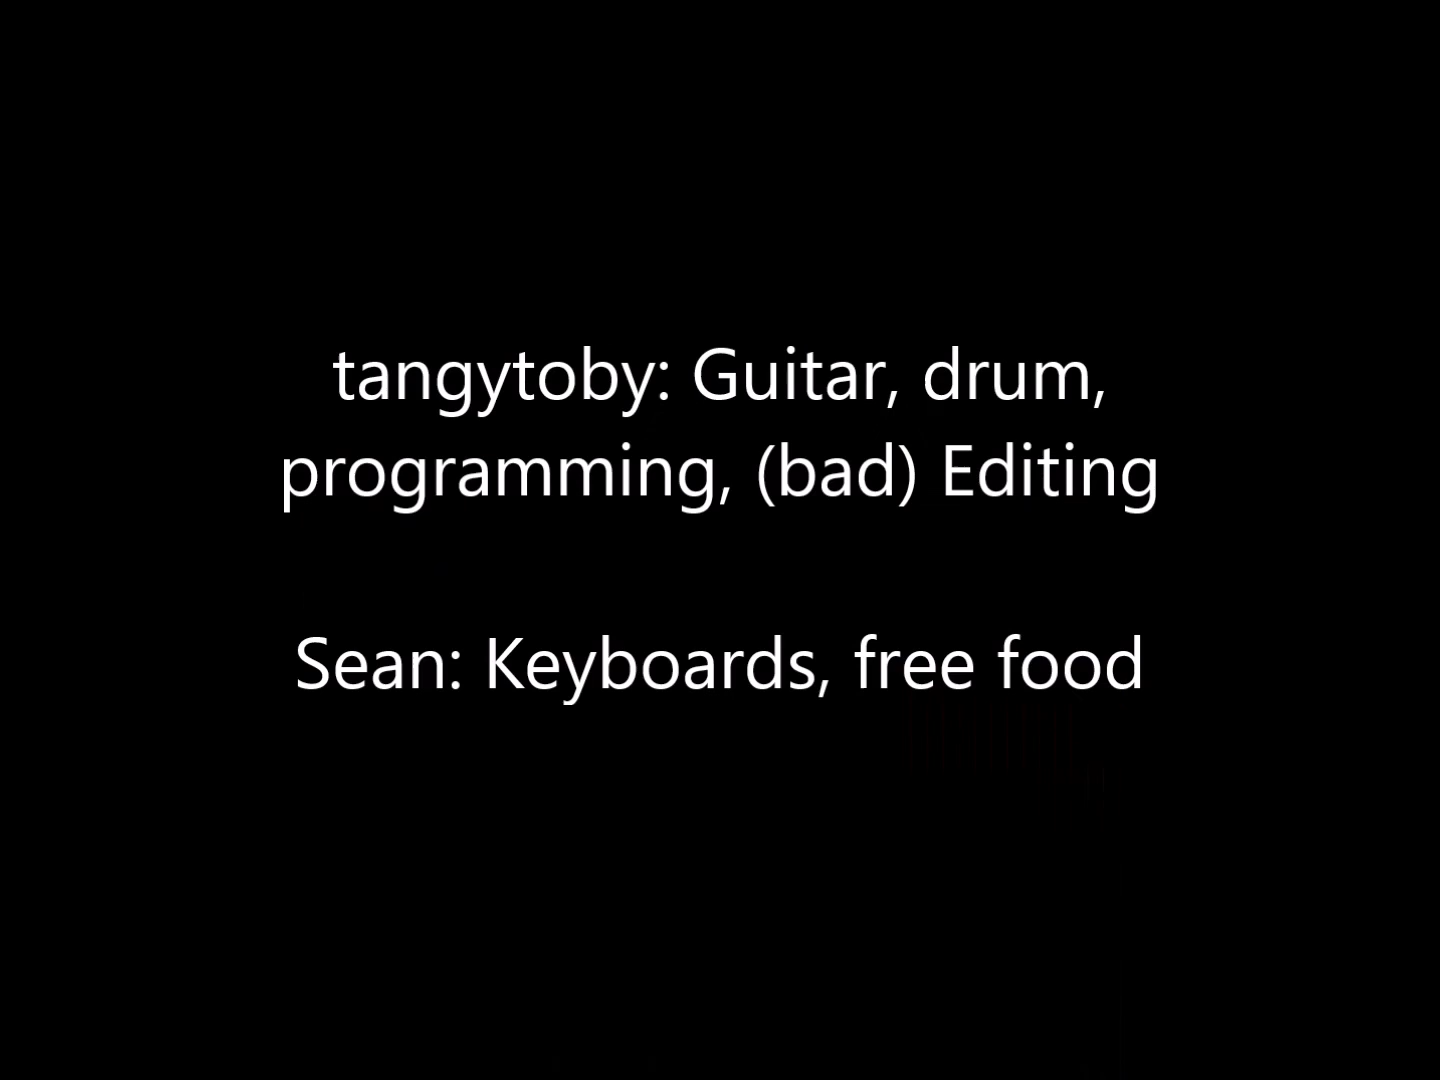 tangytoby: Guitar, drum,
programming, (bad) Editing
Sean: Keyboards, free food